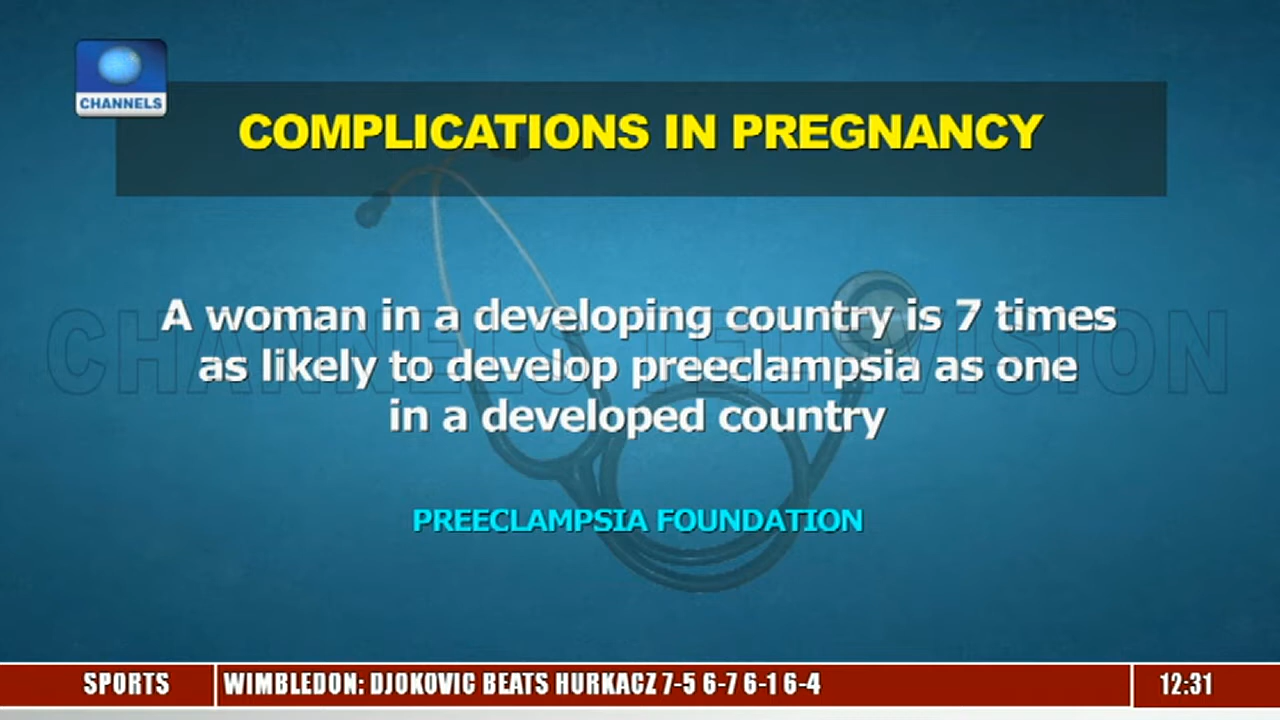 CHANNELS
COMPLICATIONS IN PREGNANCY
A woman in a developing country is 7 times
as likely to develop preeclampsia as one
in a developed country
CHANNELS TELEVISION
PREECLAMPSIA FOUNDATION
SPORTS
WIMBLEDON: DJOKOVIC BEATS HURKACZ 7-5 6-7 6-1 6-4
12:31